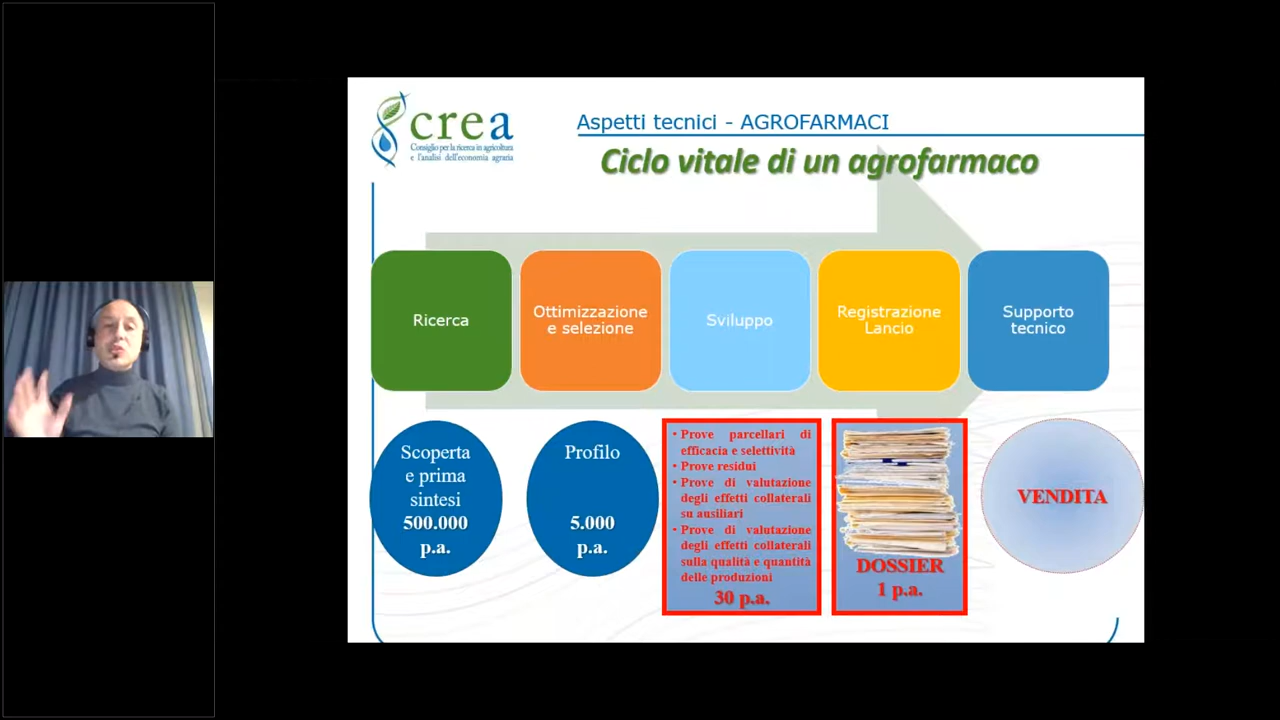 crea
Consiglio per la ricerca in agricoltura
e l'analisi dell'economia agraria
Aspetti tecnici - AGROFARMACI
Ciclo vitale di un agrofarmaco
Ricerca
Ottimizzazione
e selezione
Sviluppo
Registrazione
Lancio
Supporto
tecnico
Scoperta
e prima
sintesi
500.000
p.a.
Profilo
5.000
p.a.
• Prove parcellari di
efficacia e selettività
• Prove residui
• Prove di valutazione
degli effetti collaterali
su ausiliari
• Prove di valutazione
degli effetti collaterali
sulla qualità e quantità
delle produzioni
30 p.a.
DOSSIER
1 p.a.
VENDITA